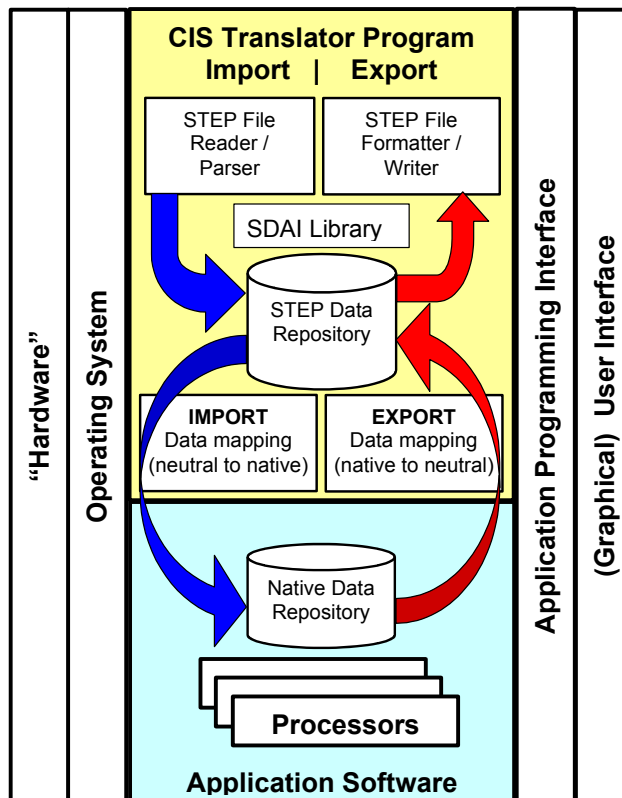 CIS Translator Program
Import | Export
STEP File
Reader /
Parser
STEP File
Formatter /
Writer
SDAI Library
STEP Data
Repository
IMPORT
Data mapping
(neutral to native)
EXPORT
Data mapping
(native to neutral)
Native Data
Repository
Processors
Application Software
“Hardware”
Operating System
Application Programming Interface
(Graphical) User Interface